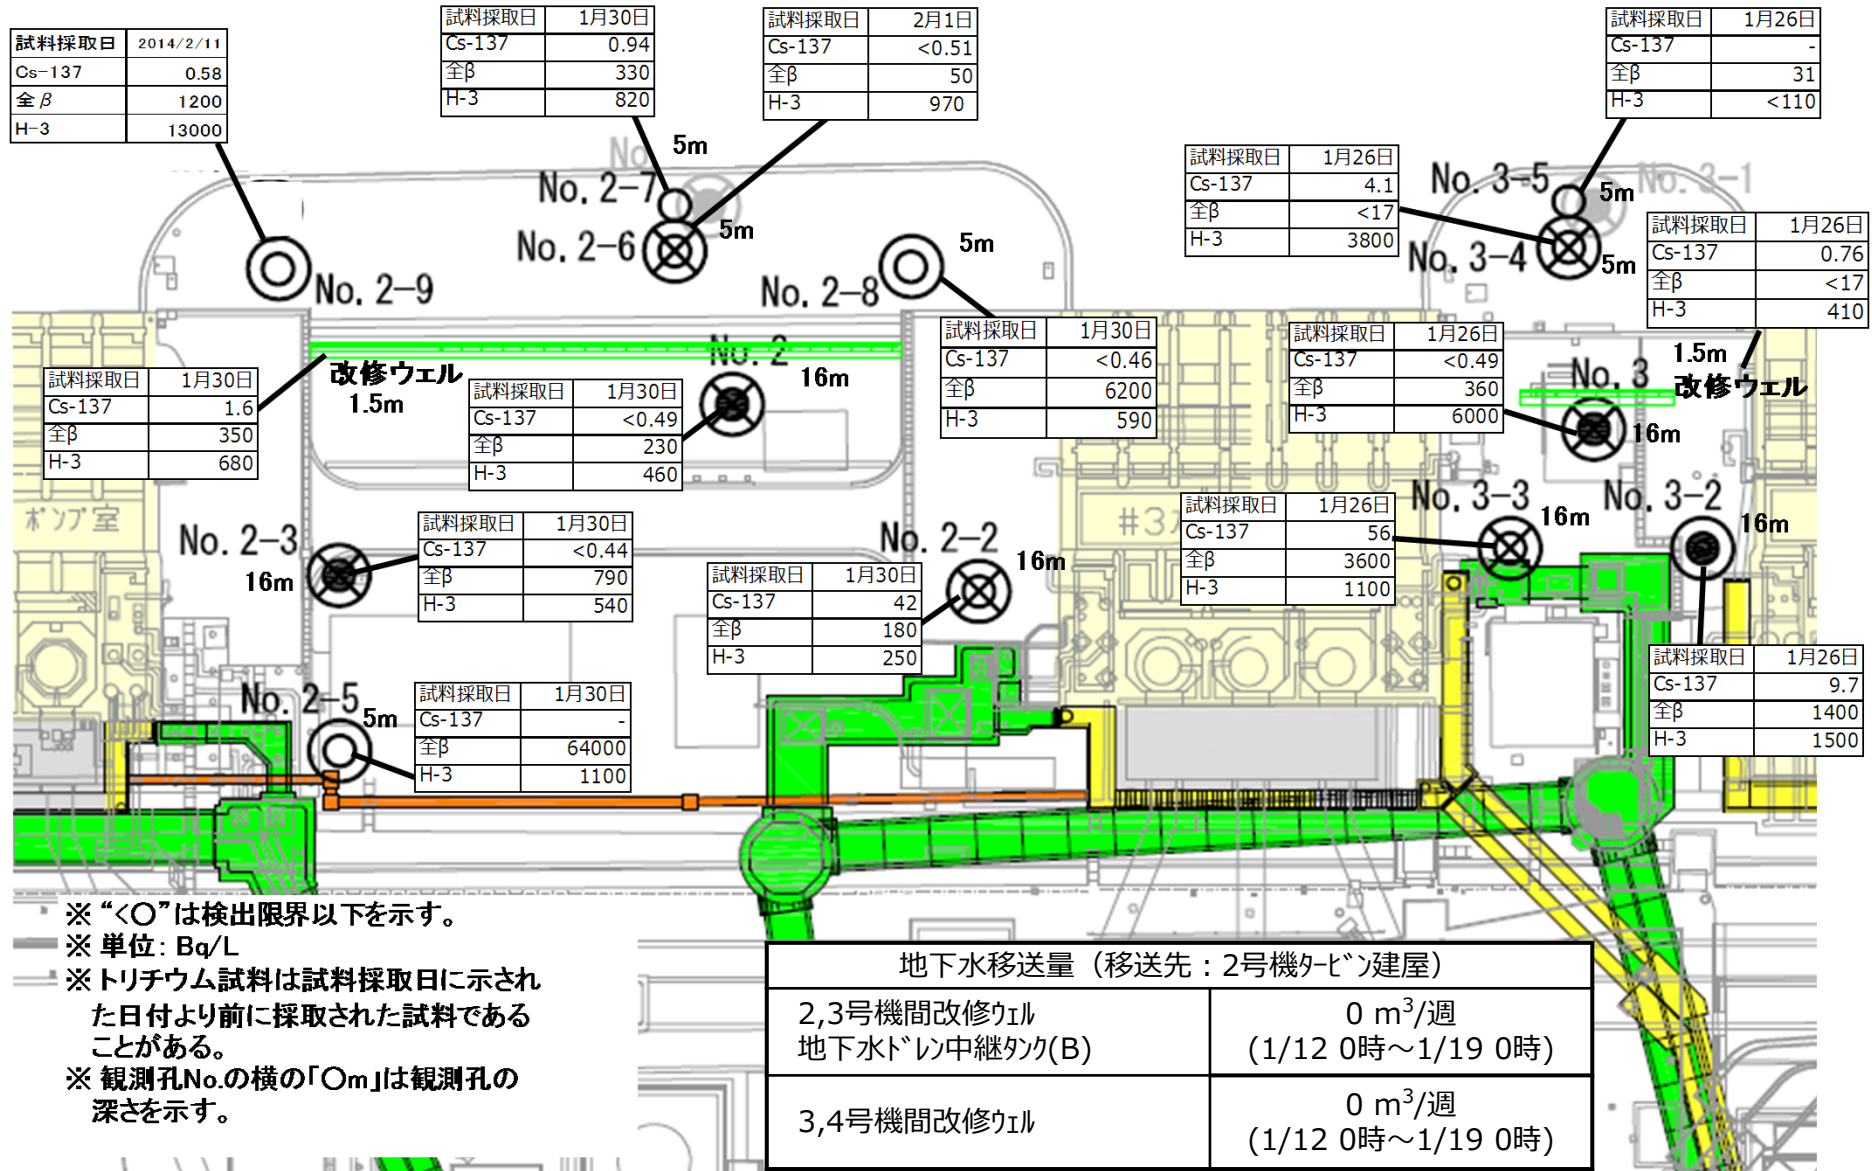 試料採取日 2014/2/11
Cs-137 0.58
全β 1200
H-3 13000
試料採取日 1月30日
Cs-137 0.94
全β 330
H-3 820
試料採取日 2月1日
Cs-137 <0.51
全β 50
H-3 970
試料採取日 1月26日
Cs-137 -
全β 31
H-3 <110
試料採取日 1月26日
Cs-137 4.1
全β <17
H-3 3800
試料採取日 1月26日
Cs-137 0.76
全β <17
H-3 410
No
5m
No. 2-7
No. 2-6
5m
No. 2-9
No. 2-8
5m
No. 3-5
5m
No. 3-1
No. 3-4
5m
試料採取日 1月30日
Cs-137 1.6
全β 350
H-3 680
改修ウェル
1.5m
試料採取日 1月30日
Cs-137 <0.49
全β 230
H-3 460
No. 2
16m
試料採取日 1月30日
Cs-137 <0.46
全β 6200
H-3 590
試料採取日 1月26日
Cs-137 <0.49
全β 360
H-3 6000
No. 3
16m
1.5m
改修ウェル
ポンプ室
No. 2-3
16m
試料採取日 1月30日
Cs-137 <0.44
全β 790
H-3 540
No. 2-2
16m
試料採取日 1月30日
Cs-137 42
全β 180
H-3 250
#3
試料採取日 1月26日
Cs-137 56
全β 3600
H-3 1100
No. 3-3
16m
No. 3-2
16m
試料採取日 1月26日
Cs-137 9.7
全β 1400
H-3 1500
No. 2-5
5m
試料採取日 1月30日
Cs-137 -
全β 64000
H-3 1100
※ “<〇”は検出限界以下を示す。
※ 単位: Bq/L
※ トリチウム試料は試料採取日に示され
た日付より前に採取された試料である
ことがある。
※ 観測孔No.の横の「〇m」は観測孔の
深さを示す。
地下水移送量（移送先：2号機ﾀｰﾋﾞﾝ建屋）
2,3号機間改修ｳｪﾙ
地下水ﾄﾞﾚﾝ中継ﾀﾝｸ(B)
0 m³/週
(1/12 0時～1/19 0時)
3,4号機間改修ｳｪﾙ
0 m³/週
(1/12 0時～1/19 0時)